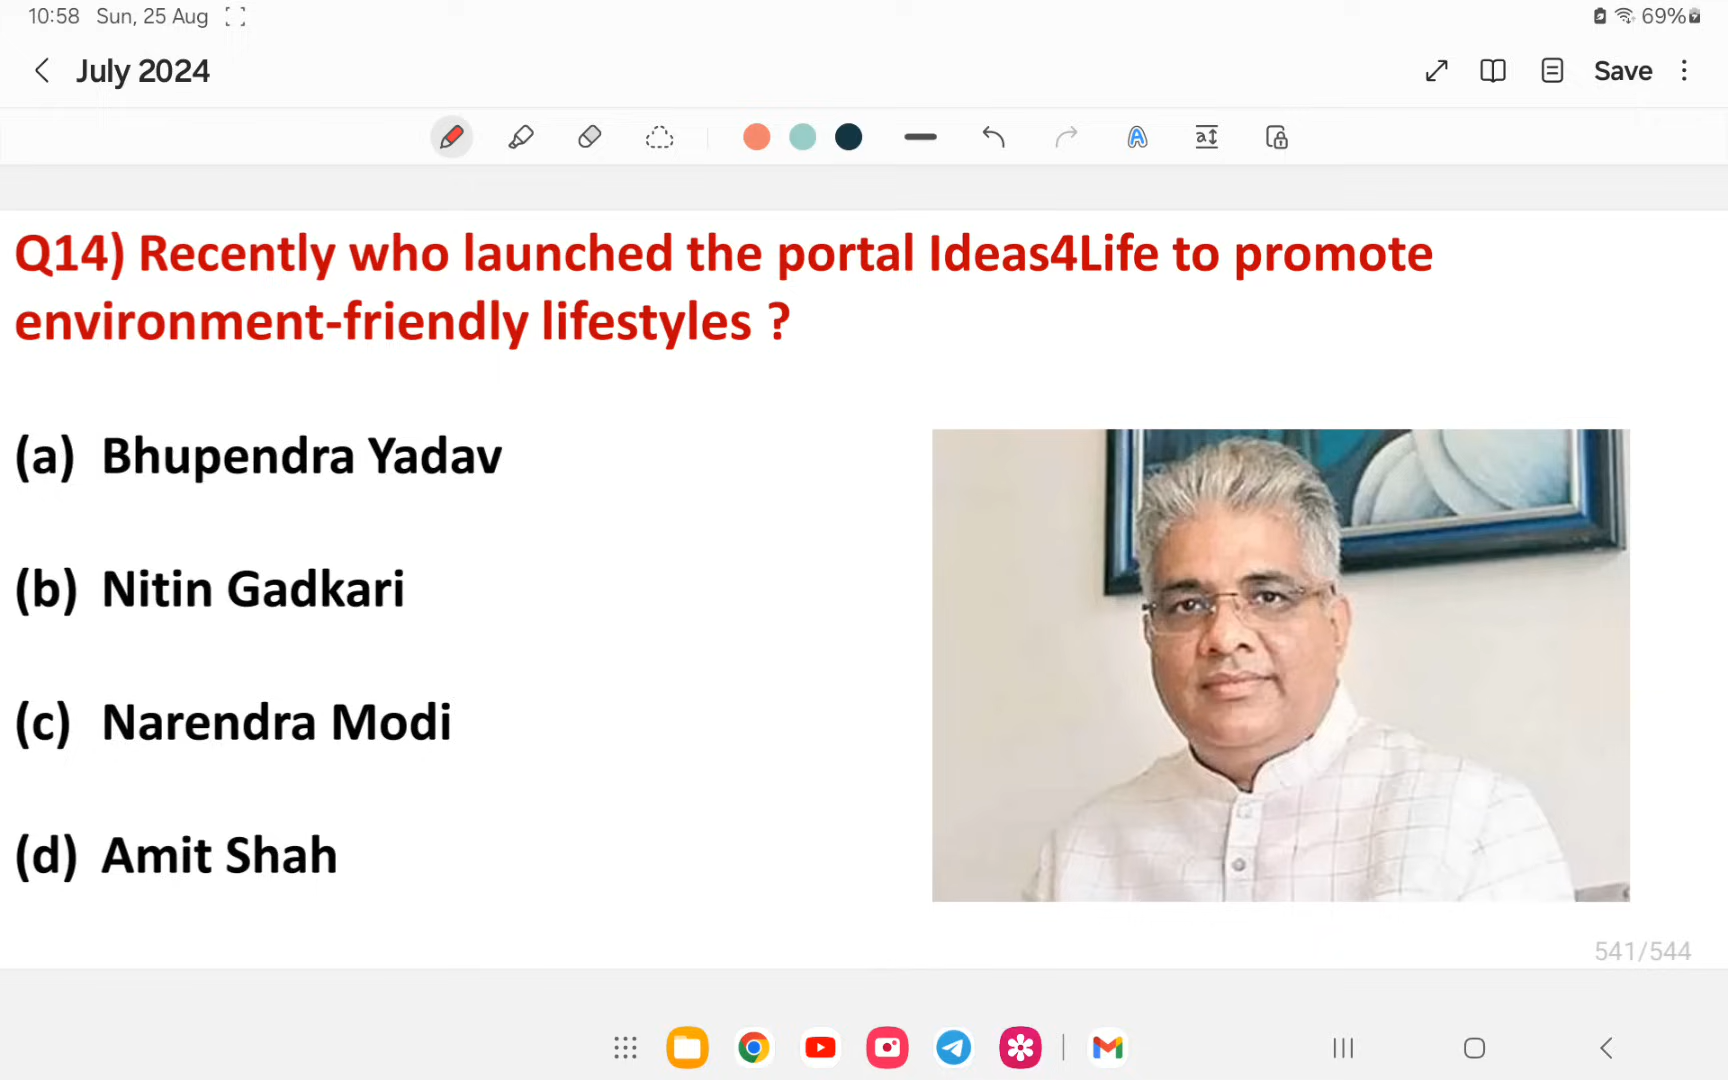 10:58 Sun, 25 Aug
69%
July 2024
Save
A
a
Q14) Recently who launched the portal Ideas4Life to promote
environment-friendly lifestyles ?
(a) Bhupendra Yadav
(b) Nitin Gadkari
(c) Narendra Modi
(d) Amit Shah
541/544